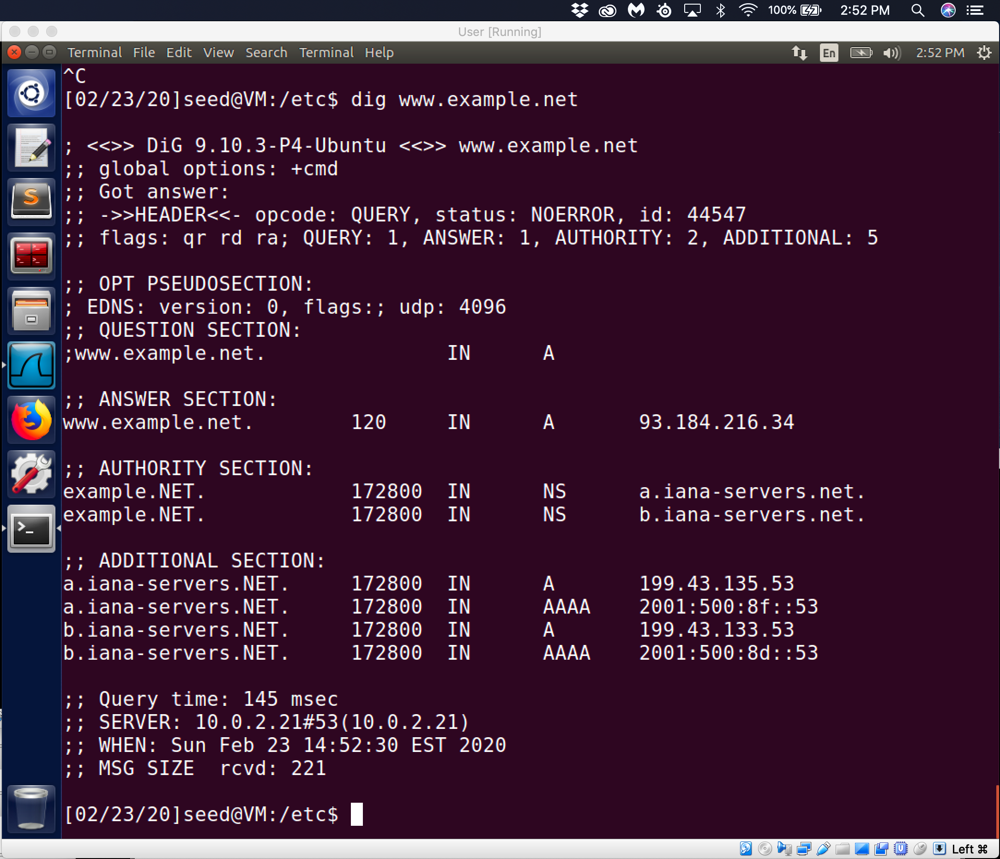 100% 2:52 PM
User [Running]
Terminal File Edit View Search Terminal Help En 2:52 PM
^C
[02/23/20]seed@VM:/etc$ dig www.example.net
; <<>> DiG 9.10.3-P4-Ubuntu <<>> www.example.net
;; global options: +cmd
;; Got answer:
;; ->>HEADER<<- opcode: QUERY, status: NOERROR, id: 44547
;; flags: qr rd ra; QUERY: 1, ANSWER: 1, AUTHORITY: 2, ADDITIONAL: 5
;; OPT PSEUDOSECTION:
; EDNS: version: 0, flags:; udp: 4096
;; QUESTION SECTION:
;www.example.net. IN A
;; ANSWER SECTION:
www.example.net. 120 IN A 93.184.216.34
;; AUTHORITY SECTION:
example.NET. 172800 IN NS a.iana-servers.net.
example.NET. 172800 IN NS b.iana-servers.net.
;; ADDITIONAL SECTION:
a.iana-servers.NET. 172800 IN A 199.43.135.53
a.iana-servers.NET. 172800 IN AAAA 2001:500:8f::53
b.iana-servers.NET. 172800 IN A 199.43.133.53
b.iana-servers.NET. 172800 IN AAAA 2001:500:8d::53
;; Query time: 145 msec
;; SERVER: 10.0.2.21#53(10.0.2.21)
;; WHEN: Sun Feb 23 14:52:30 EST 2020
;; MSG SIZE  rcvd: 221
[02/23/20]seed@VM:/etc$
Left ⌘